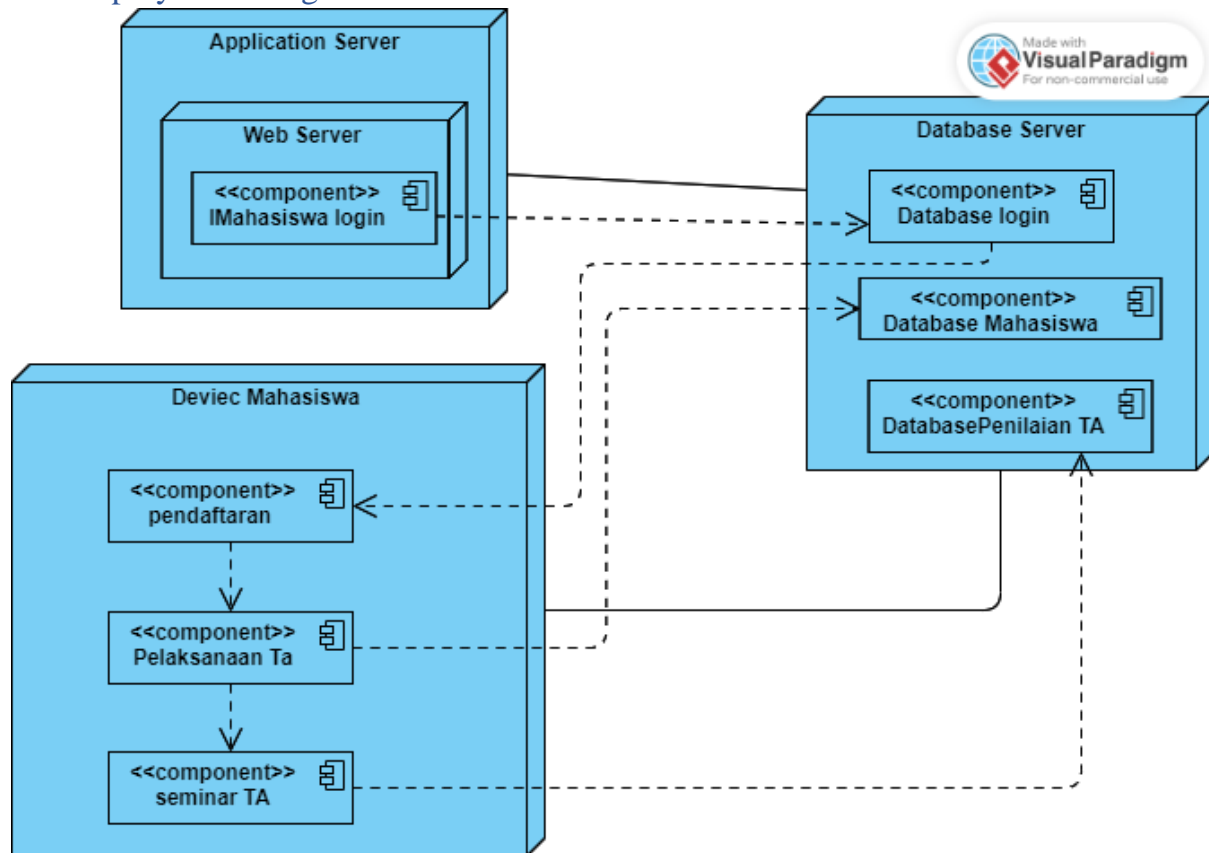 Application Server
Made with
Visual Paradigm
For non-commercial use
Web Server
<<component>>
IMahasiswa login
Database Server
<<component>>
Database login
<<component>>
Database Mahasiswa
<<component>>
DatabasePenilaian TA
Deviec Mahasiswa
<<component>>
pendaftaran
<<component>>
Pelaksanaan Ta
<<component>>
seminar TA